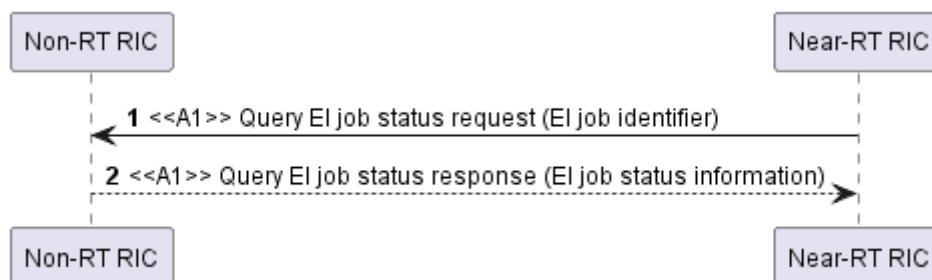 Non-RT RIC
Near-RT RIC
1 <<A1>> Query EI job status request (EI job identifier)
2 <<A1>> Query EI job status response (EI job status information)
Non-RT RIC
Near-RT RIC